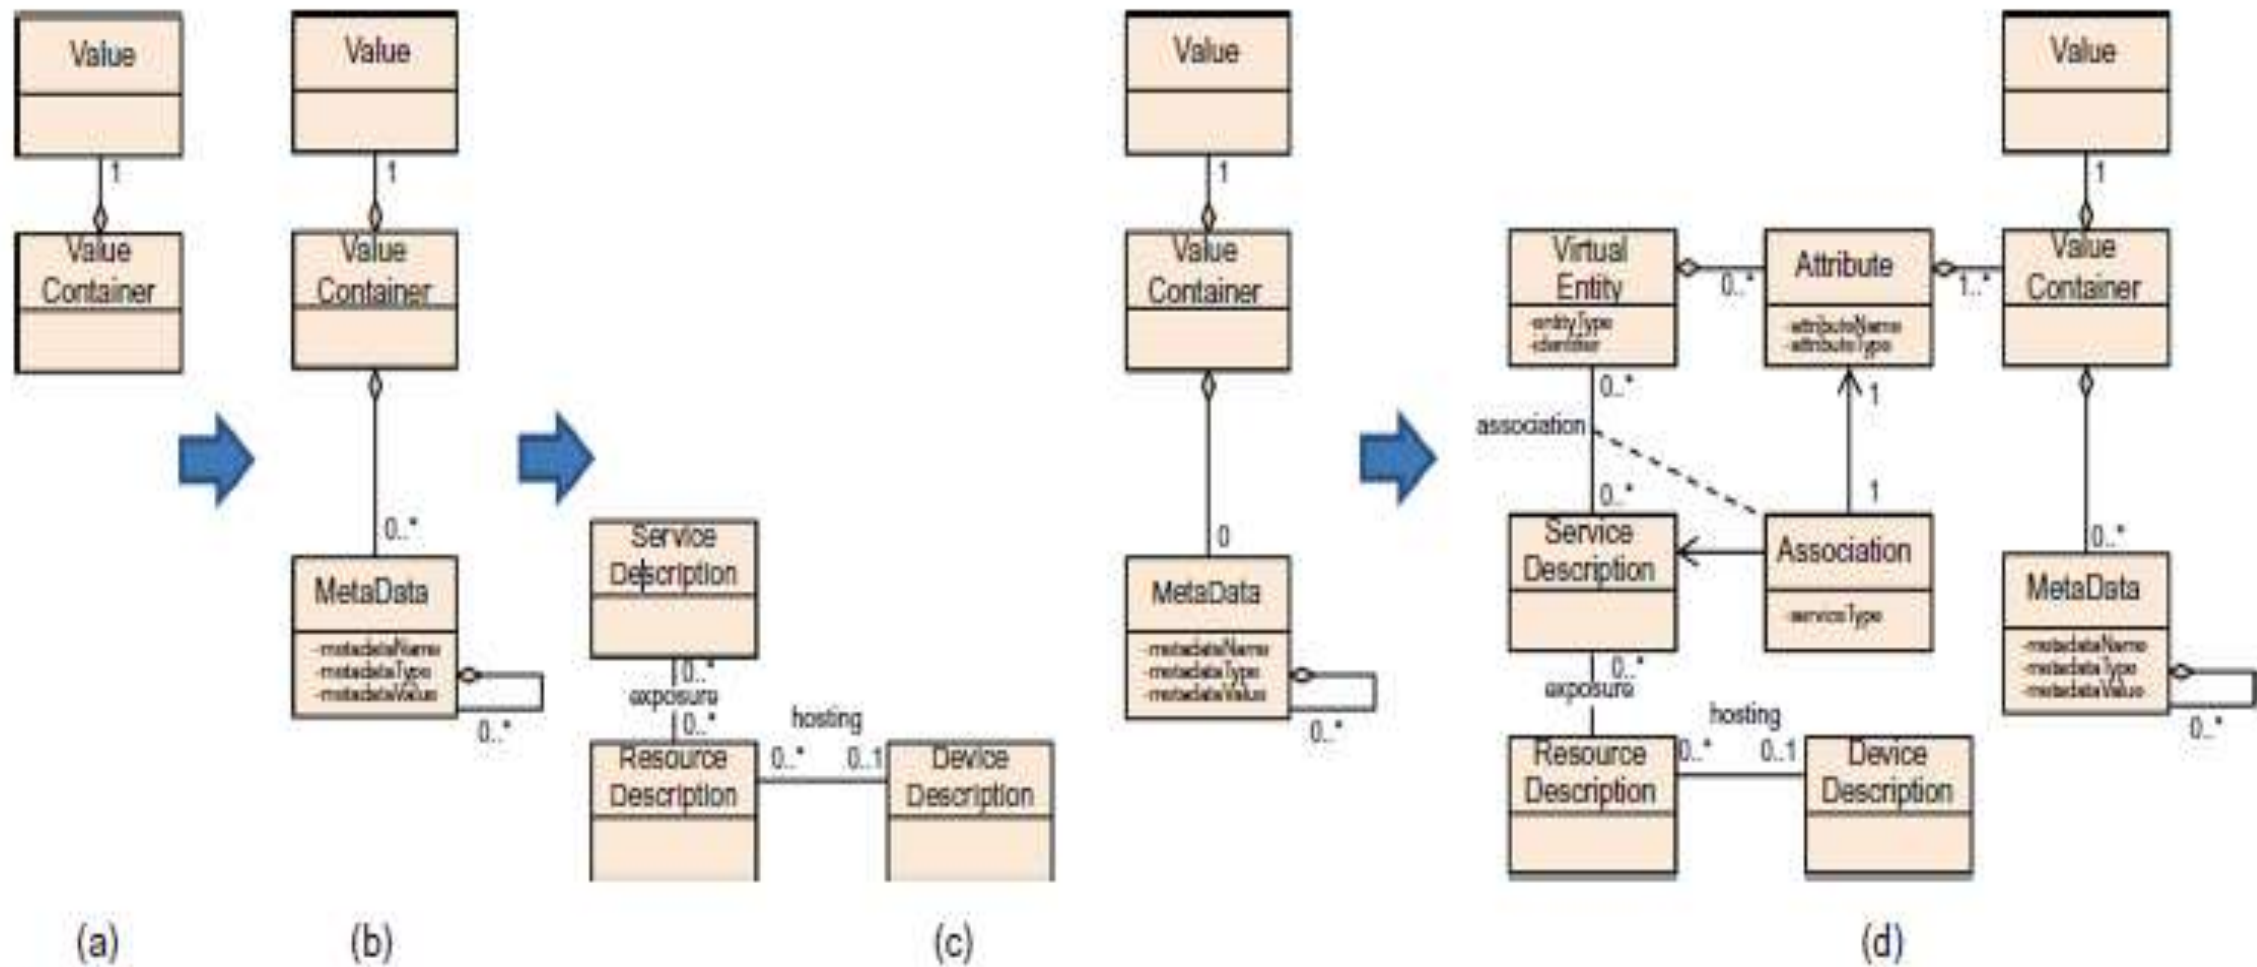 Value
1
Value
Container
(a)
Value
1
Value
Container
0..*
MetaData
-metadataName
-metadataType
-metadataValue
0..*
(b)
Service
Description
0..*
exposure
0..*
Resource
Description
hosting
0..*
0..1
Device
Description
Value
1
Value
Container
0
MetaData
-metadataName
-metadataType
-metadataValue
0..*
(c)
Virtual
Entity
-entityType
-identifier
0..*
Attribute
-attributeName
-attributeType
1..*
Value
1
Value
Container
0..*
association
0..*
1
1
Service
Description
Association
-serviceType
0..*
MetaData
-metadataName
-metadataType
-metadataValue
0..*
0..*
exposure
Resource
Description
hosting
0..*
0..1
Device
Description
(d)